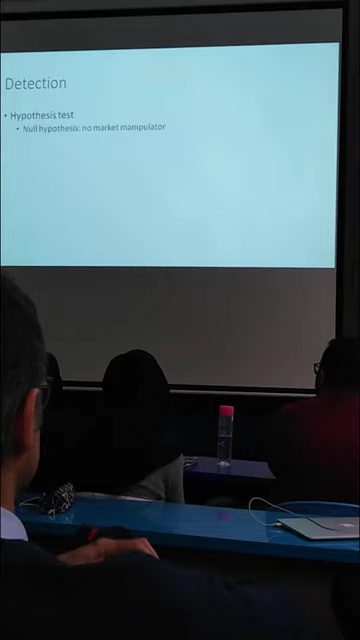 Detection
• Hypothesis test
• Null hypothesis: no market manipulator